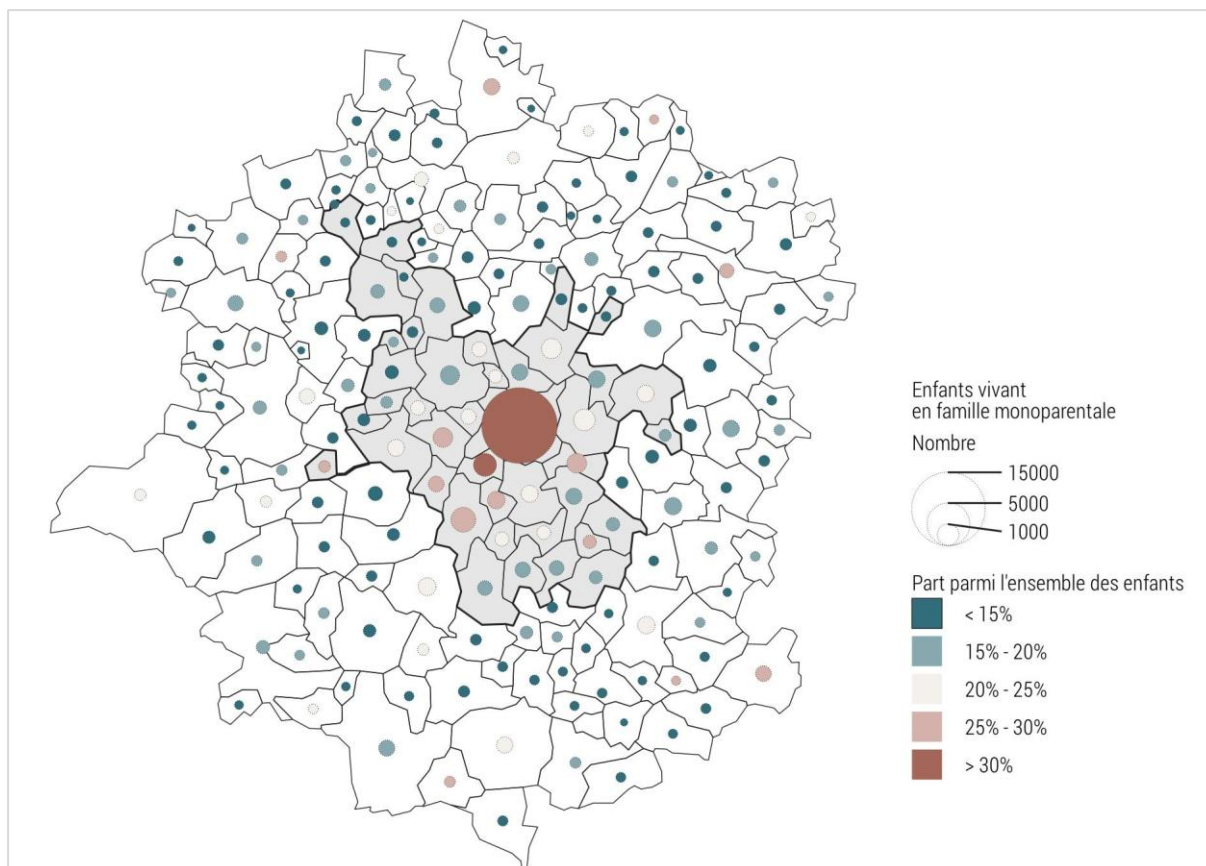 Enfants vivant
en famille monoparentale
Nombre
15000
5000
1000
Part parmi l'ensemble des enfants
< 15%
15% - 20%
20% - 25%
25% - 30%
> 30%